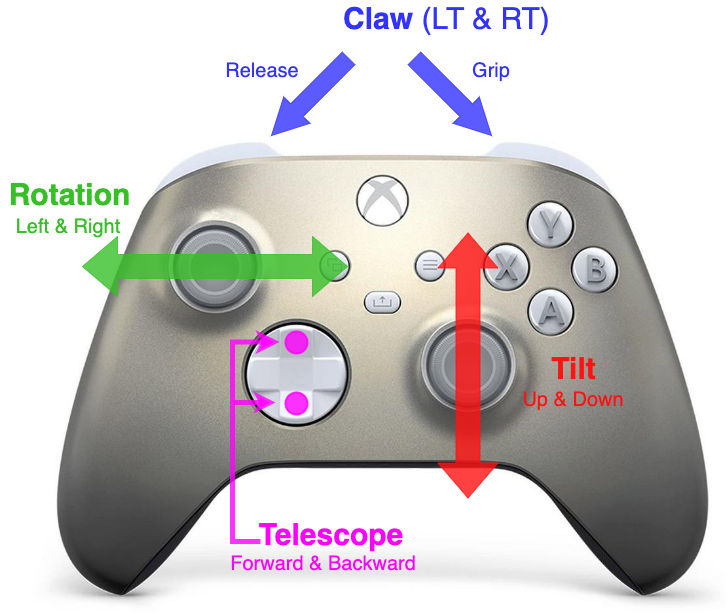 Claw (LT & RT)
Release
Grip
Rotation
Left & Right
Y
X
B
A
Tilt
Up & Down
Telescope
Forward & Backward